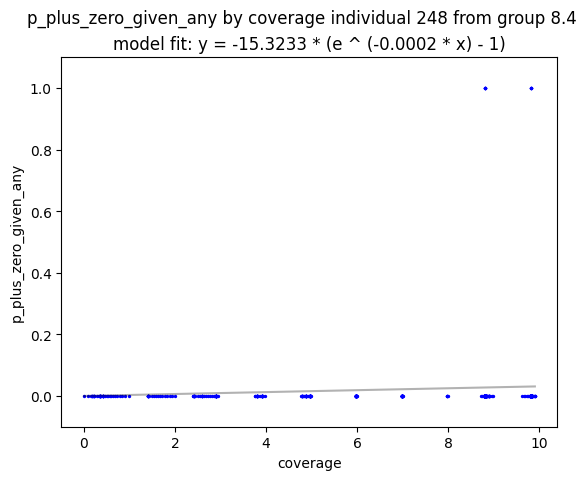 p_plus_zero_given_any by coverage individual 248 from group 8.4
model fit: y = -15.3233 * (e ^ (-0.0002 * x) - 1)
1.0
0.8
0.6
0.4
0.2
0.0
p_plus_zero_given_any
0 2 4 6 8 10
coverage